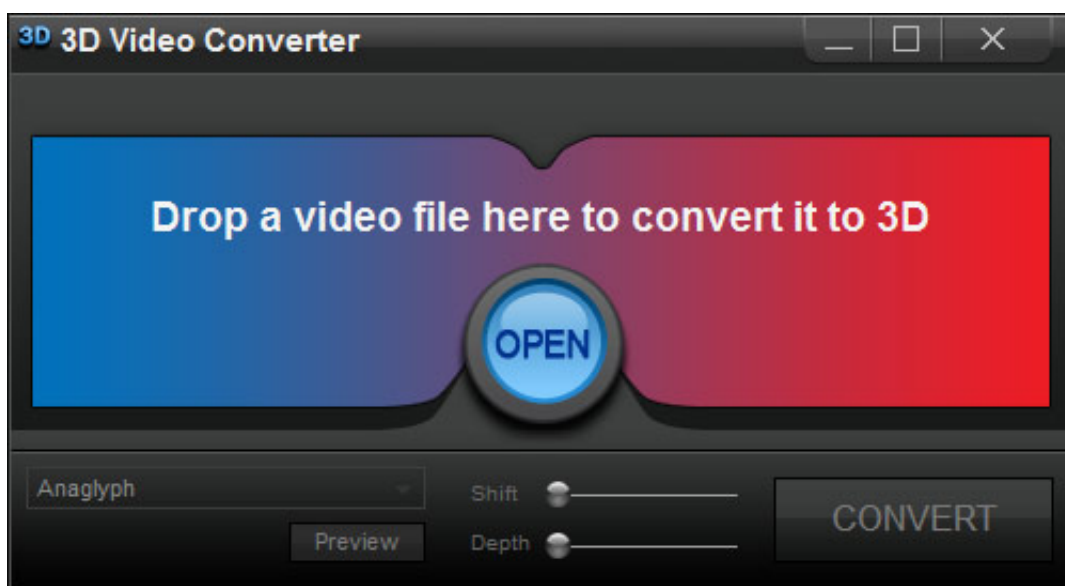 3D 3D Video Converter
Drop a video file here to convert it to 3D
OPEN
Anaglyph
Shift
CONVERT
Preview
Depth